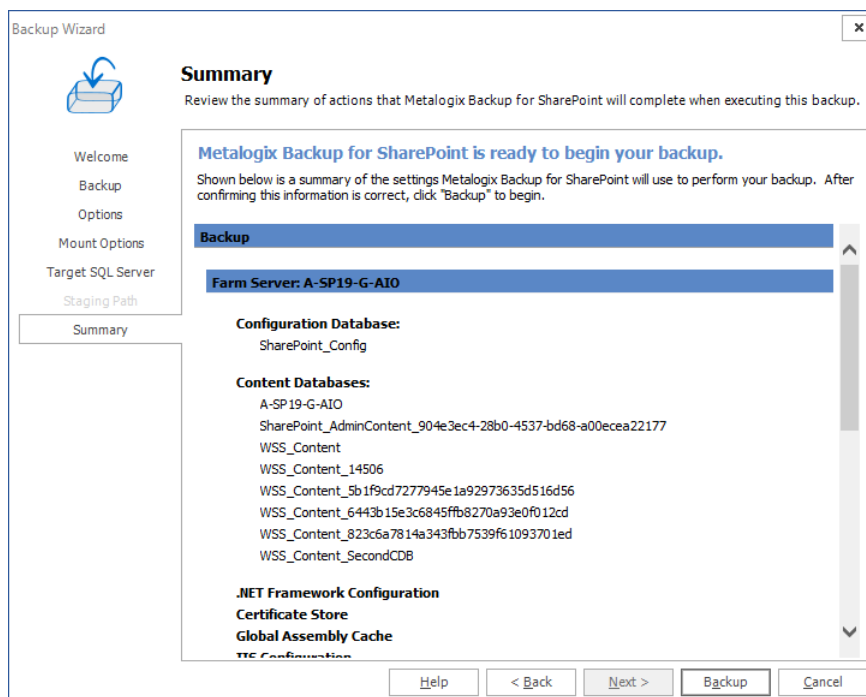 Backup Wizard
Summary
Review the summary of actions that Metalogix Backup for SharePoint will complete when executing this backup.
Welcome
Backup
Options
Mount Options
Target SQL Server
Staging Path
Summary
Metalogix Backup for SharePoint is ready to begin your backup.
Shown below is a summary of the settings Metalogix Backup for SharePoint will use to perform your backup. After
confirming this information is correct, click "Backup" to begin.
Backup
Farm Server: A-SP19-G-AIO
Configuration Database:
SharePoint_Config
Content Databases:
A-SP19-G-AIO
SharePoint_AdminContent_904e3ec4-28b0-4537-bd68-a00ecea22177
WSS_Content
WSS_Content_14506
WSS_Content_5b1f9cd7277945e1a92973635d516d56
WSS_Content_6443b15e3c6845ffb8270a93e0f012cd
WSS_Content_823c6a7814a343fbb7539f61093701ed
WSS_Content_SecondCDB
.NET Framework Configuration
Certificate Store
Global Assembly Cache
IIS Configuration
Help
< Back
Next >
Backup
Cancel